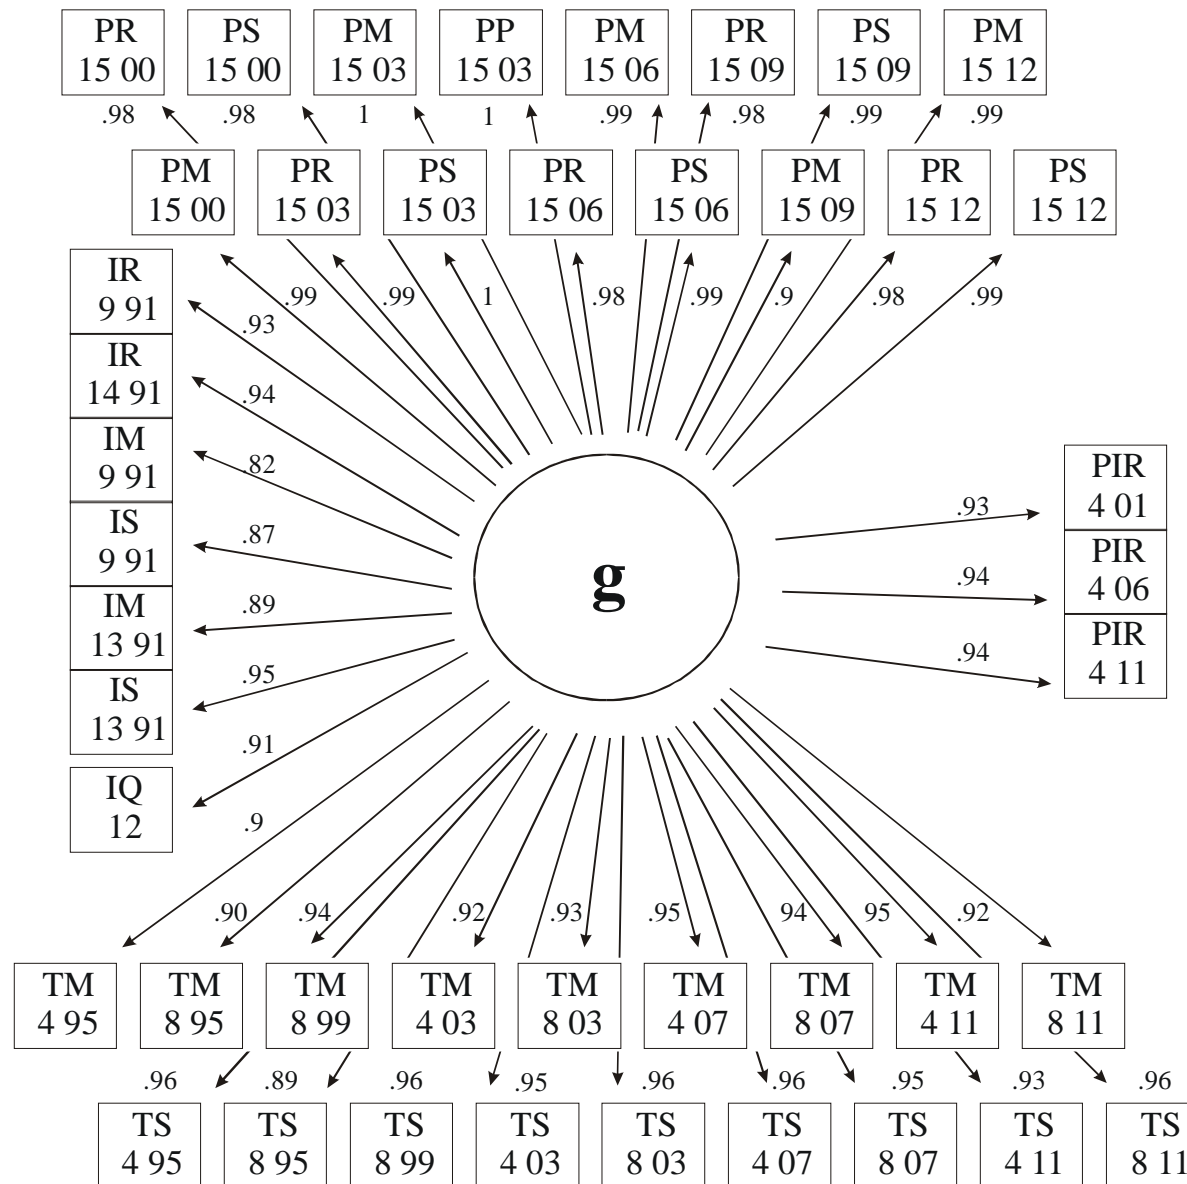 PR PS PM PP PM PR PS PM
15 00 15 00 15 03 15 03 15 06 15 09 15 09 15 12
.98 .98 1 1 .99 .98 .99 .99
PM PR PS PR PS PM PR PS
15 00 15 03 15 03 15 06 15 06 15 09 15 12 15 12
.99 .99 1 .98 .99 .9 .98 .99
IR
9 91
.93
IR
14 91
.94
IM
9 91
.82
IS
9 91
.87
IM
13 91
.89
IS
13 91
.95
IQ
12
.91
g
PIR
4 01
.93
PIR
4 06
.94
PIR
4 11
.94
.9
.90 .94 .92 .93 .95 94 95 .92
TM TM TM TM TM TM TM TM TM
4 95 8 95 8 99 4 03 8 03 4 07 8 07 4 11 8 11
.96 .89 .96 .95 .96 .96 .95 .93 .96
TS TS TS TS TS TS TS TS TS
4 95 8 95 8 99 4 03 8 03 4 07 8 07 4 11 8 11